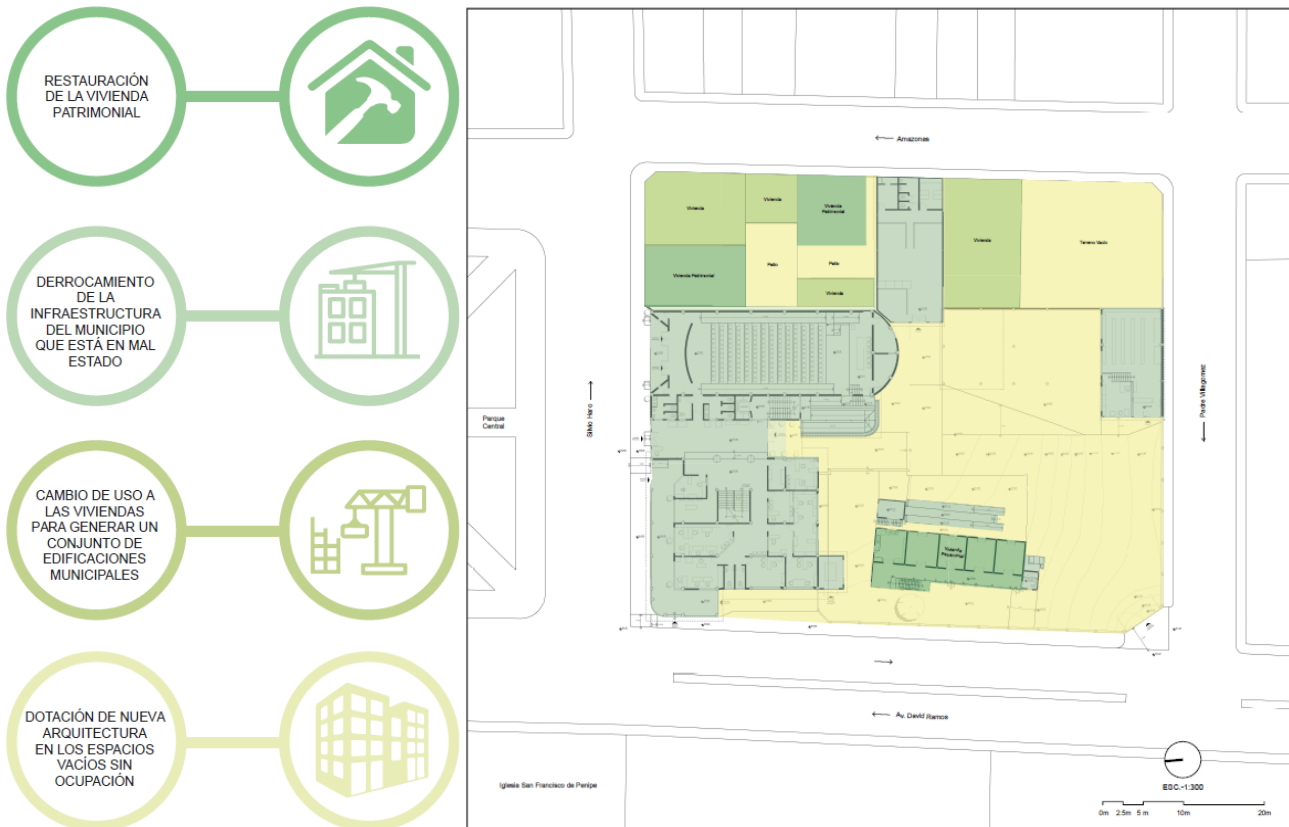 RESTAURACIÓN
DE LA VIVIENDA
PATRIMONIAL
DERROCAMIENTO
DE LA
INFRAESTRUCTURA
DEL MUNICIPIO
QUE ESTÁ EN MAL
ESTADO
CAMBIO DE USO A
LAS VIVIENDAS
PARA GENERAR UN
CONJUNTO DE
EDIFICACIONES
MUNICIPALES
DOTACIÓN DE NUEVA
ARQUITECTURA
EN LOS ESPACIOS
VACÍOS SIN
OCUPACIÓN
Amazonas
Vivienda
Vivienda
Vivienda
Patrimonial
Vivienda
Terreno Vacío
Vivienda Patrimonial
Patio
Patio
Vivienda
Parque
Central
Silvio Haro
Padre Villagomez
Vivienda
Patrimonial
Av. David Ramos
Iglesia San Francisco de Penipe
ESC.-1:300
0m 2.5m 5 m 10m 20m